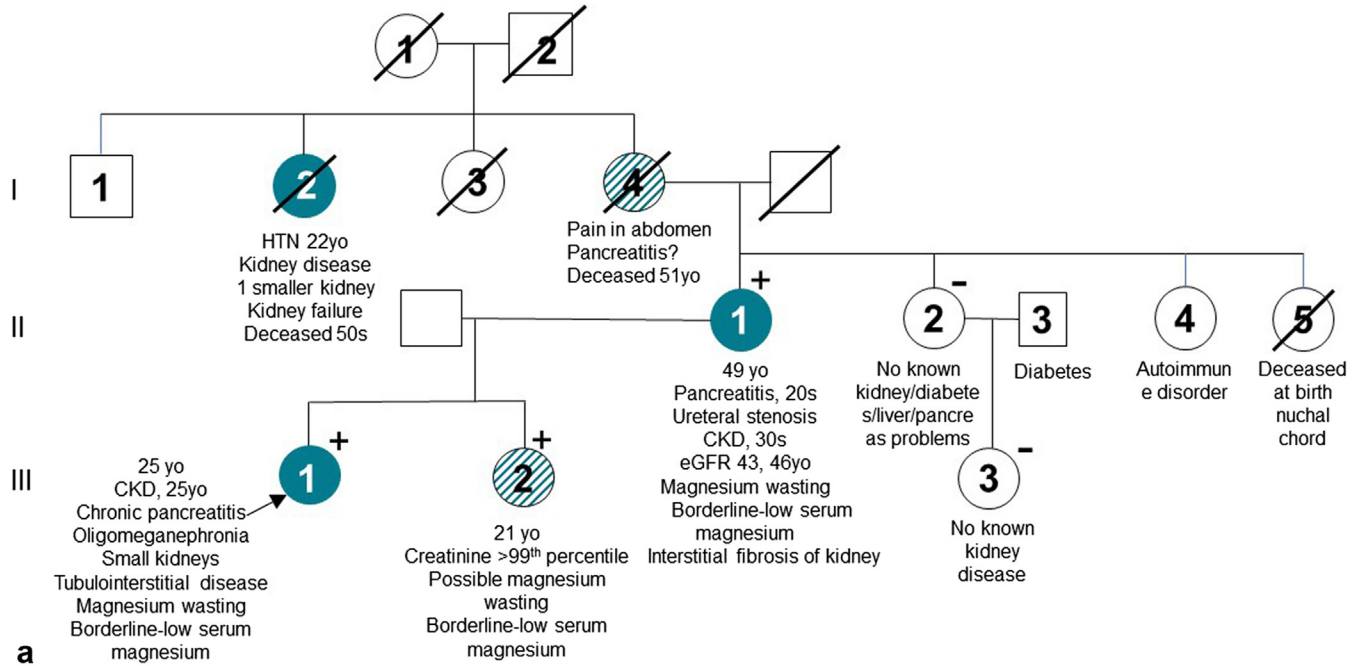 1
2
I
1
2
3
4
HTN 22yo
Kidney disease
1 smaller kidney
Kidney failure
Deceased 50s
Pain in abdomen
Pancreatitis?
Deceased 51yo
II
1
+
2
-
3
4
5
49 yo
Pancreatitis, 20s
Ureteral stenosis
CKD, 30s
eGFR 43, 46yo
Magnesium wasting
Borderline-low serum
magnesium
Interstitial fibrosis of kidney
No known
kidney/diabete
s/liver/pancre
as problems
Diabetes
Autoimmun
e disorder
Deceased
at birth
nuchal
chord
III
1
+
2
+
3
-
25 yo
CKD, 25yo
Chronic pancreatitis
Oligomeganephronia
Small kidneys
Tubulointerstitial disease
Magnesium wasting
Borderline-low serum
magnesium
21 yo
Creatinine >99th percentile
Possible magnesium
wasting
Borderline-low serum
magnesium
No known
kidney
disease
a